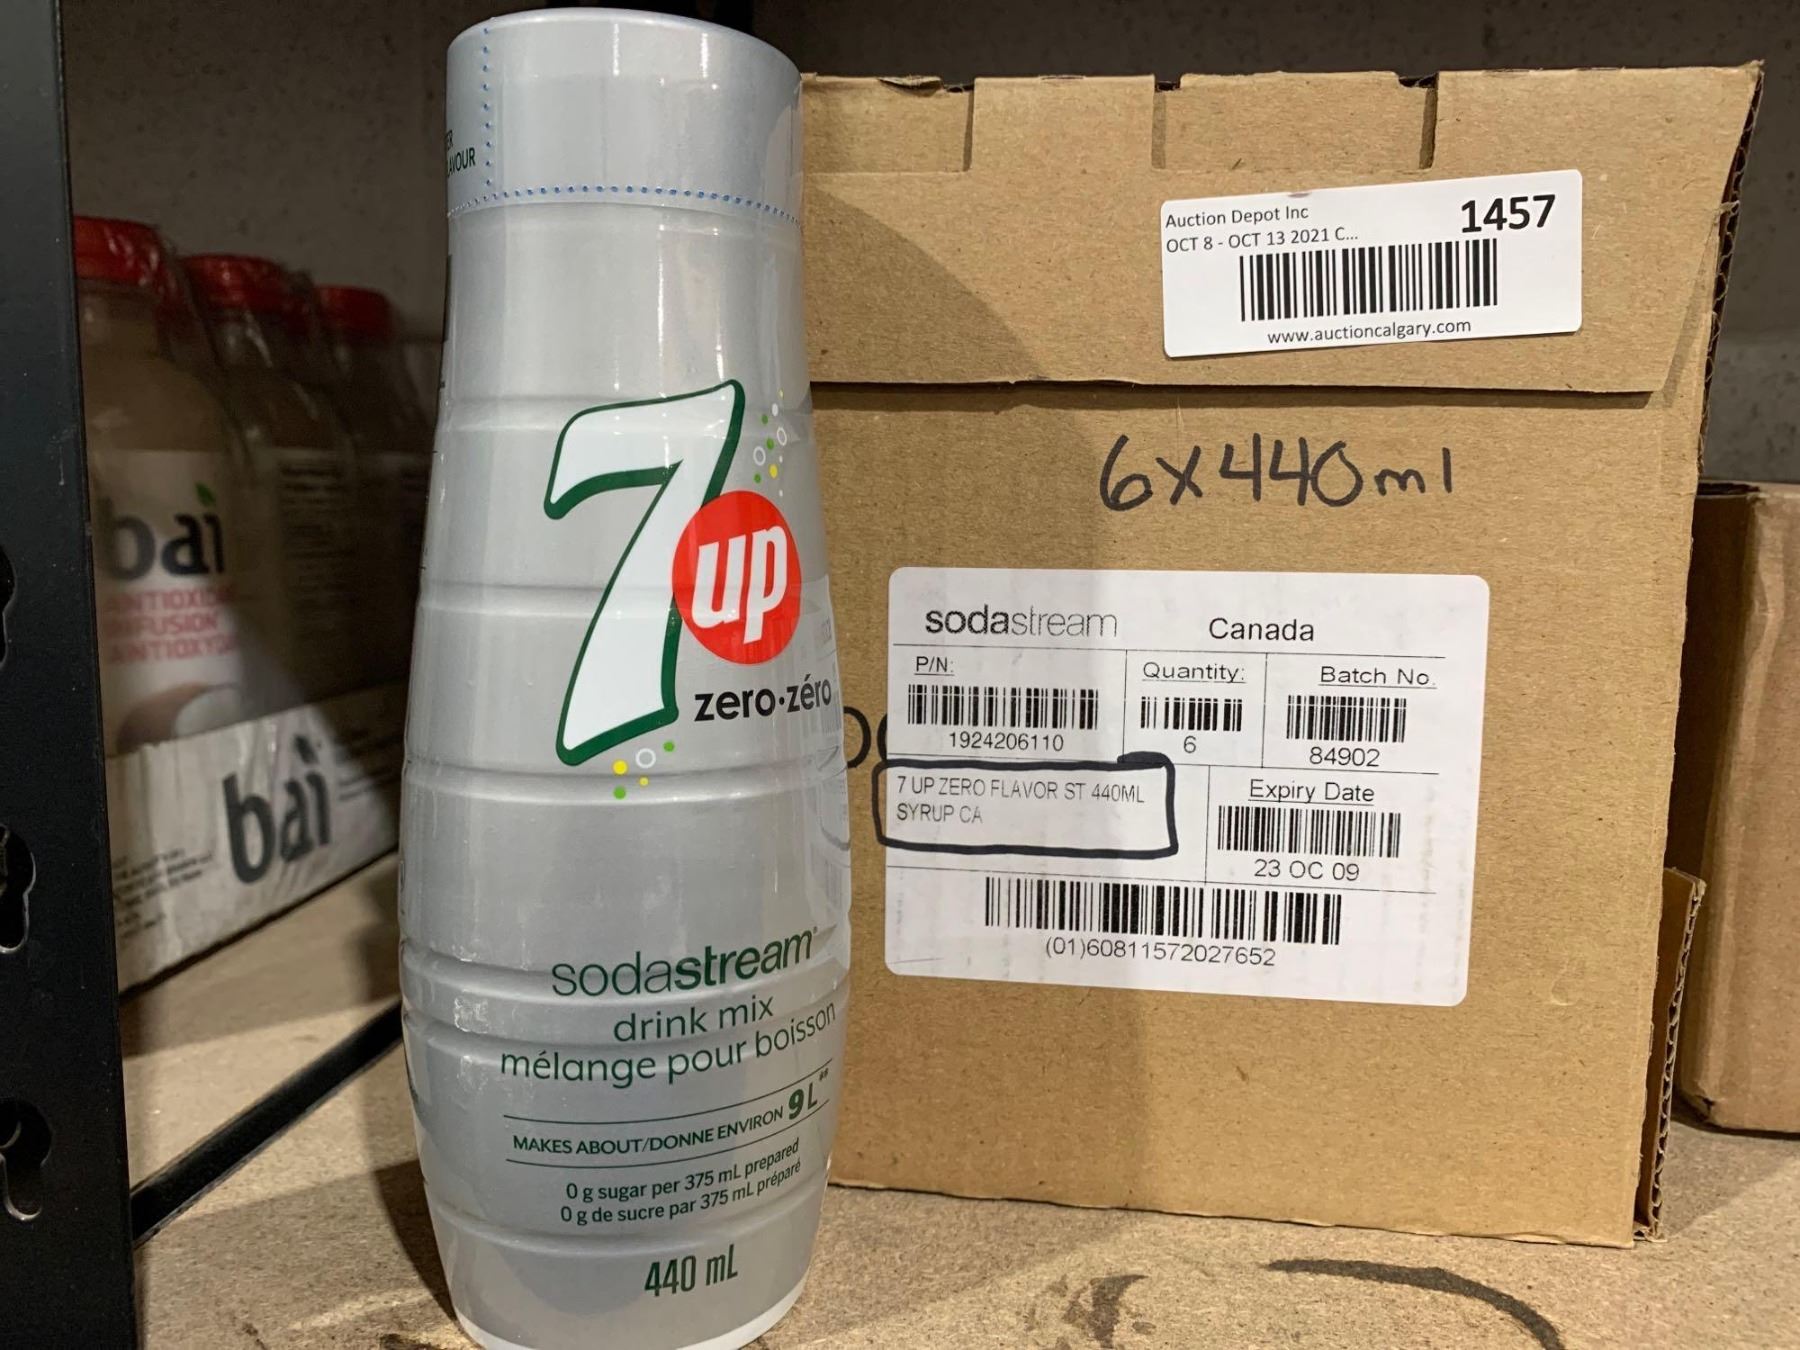 AVOUR
7up
zero·zéro
sodastream
drink mix
mélange pour boisson
MAKES ABOUT/DONNE ENVIRON 9L**
0 g sugar per 375 mL prepared
0 g de sucre par 375 mL préparé
440 mL
Auction Depot Inc
1457
OCT 8 - OCT 13 2021 C...
www.auctioncalgary.com
6x440ml
sodastream Canada
P/N:
1924206110
Quantity:
6
Batch No.
84902
7 UP ZERO FLAVOR ST 440ML
SYRUP CA
Expiry Date
23 OC 09
(01)60811572027652
bai
bai